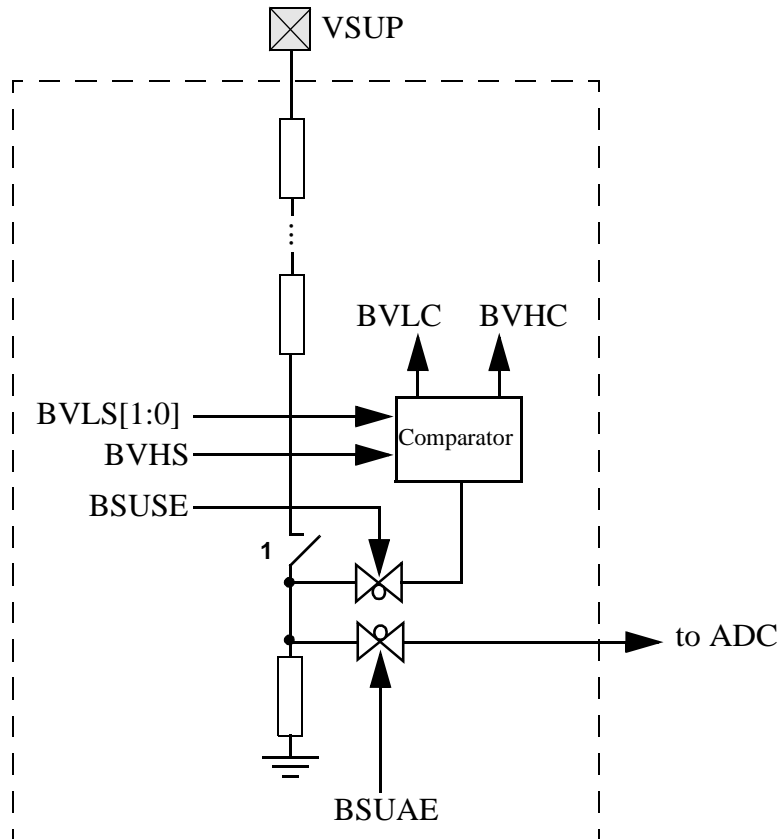 VSUP
BVLC
BVHC
BVLS[1:0]
Comparator
BVHS
BSUSE
1
to ADC
BSUAE